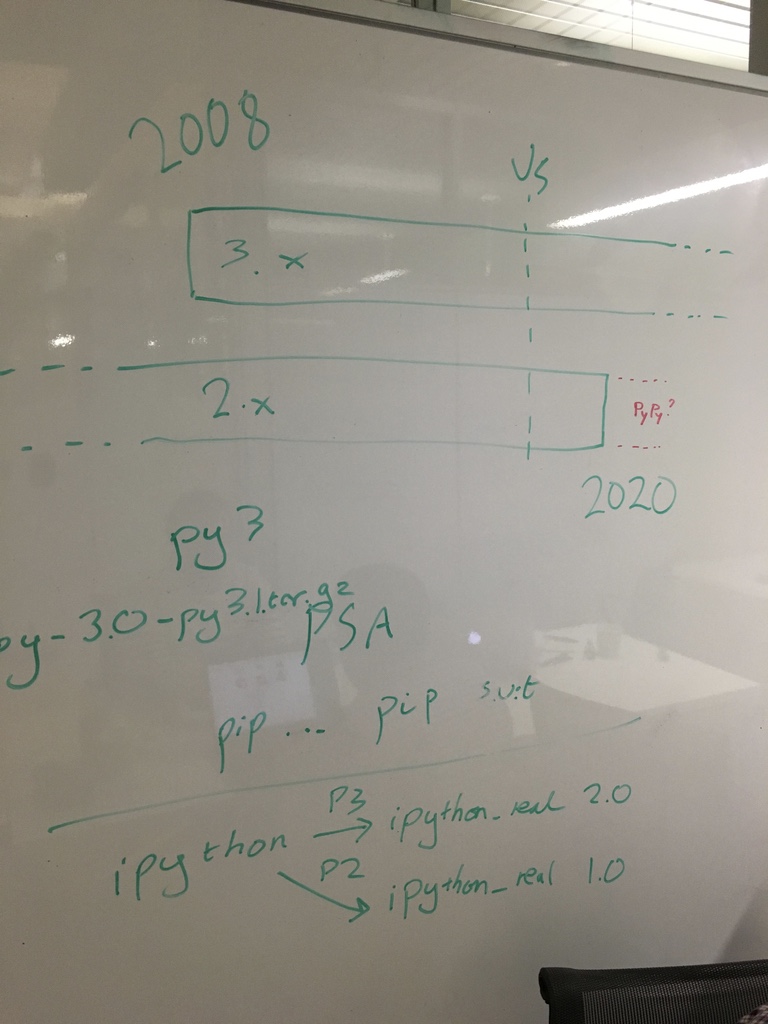 2008
US
3.x
2.x
PyPy?
2020
py3
py-3.0-py3.1.tar.gz
PSA
pip ... pip
ipython P3 ipython_real 2.0
P2 ipython_real 1.0